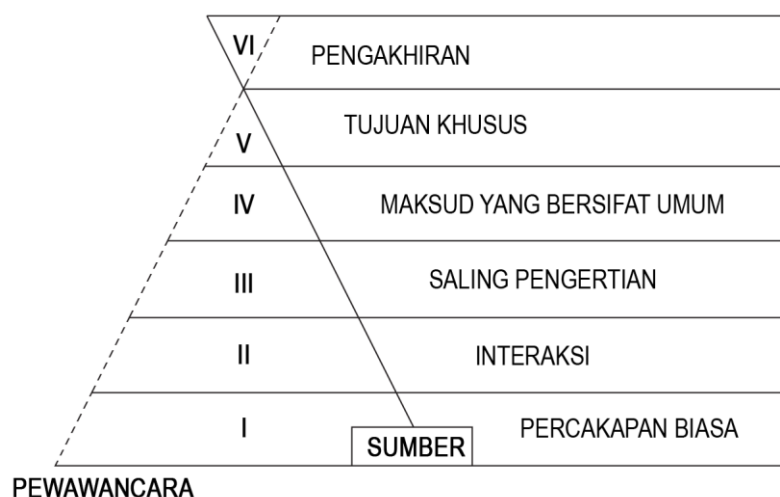 VI PENGAKHIRAN
V TUJUAN KHUSUS
IV MAKSUD YANG BERSIFAT UMUM
III SALING PENGERTIAN
II INTERAKSI
I PERCAKAPAN BIASA
SUMBER
PEWAWANCARA